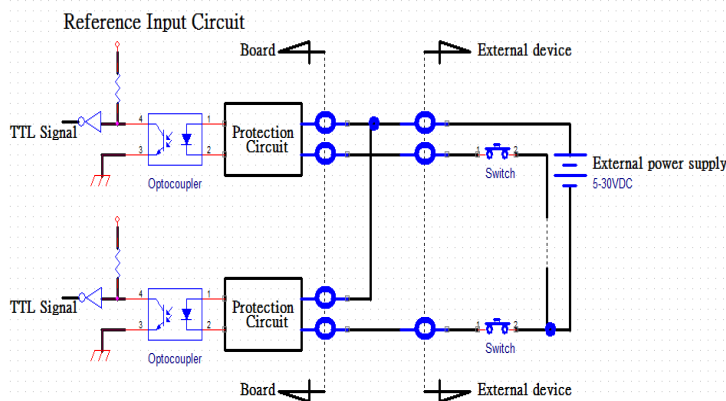 Reference Input Circuit
Board
External device
TTL Signal
4
3
1
2
Optocoupler
Protection
Circuit
1
2
Switch
External power supply
5-30VDC
TTL Signal
4
3
1
2
Optocoupler
Protection
Circuit
1
2
Switch
Board
External device